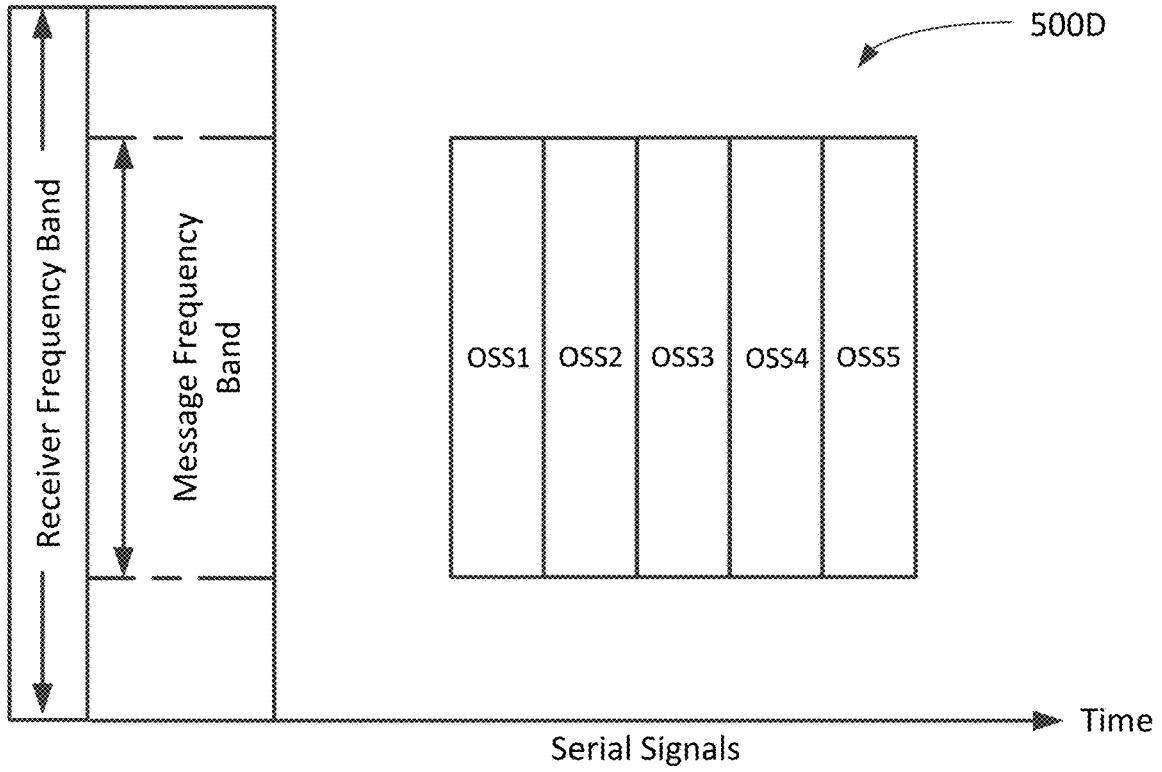 500D
Receiver Frequency Band
Message Frequency
Band
OSS1 OSS2 OSS3 OSS4 OSS5
Time
Serial Signals